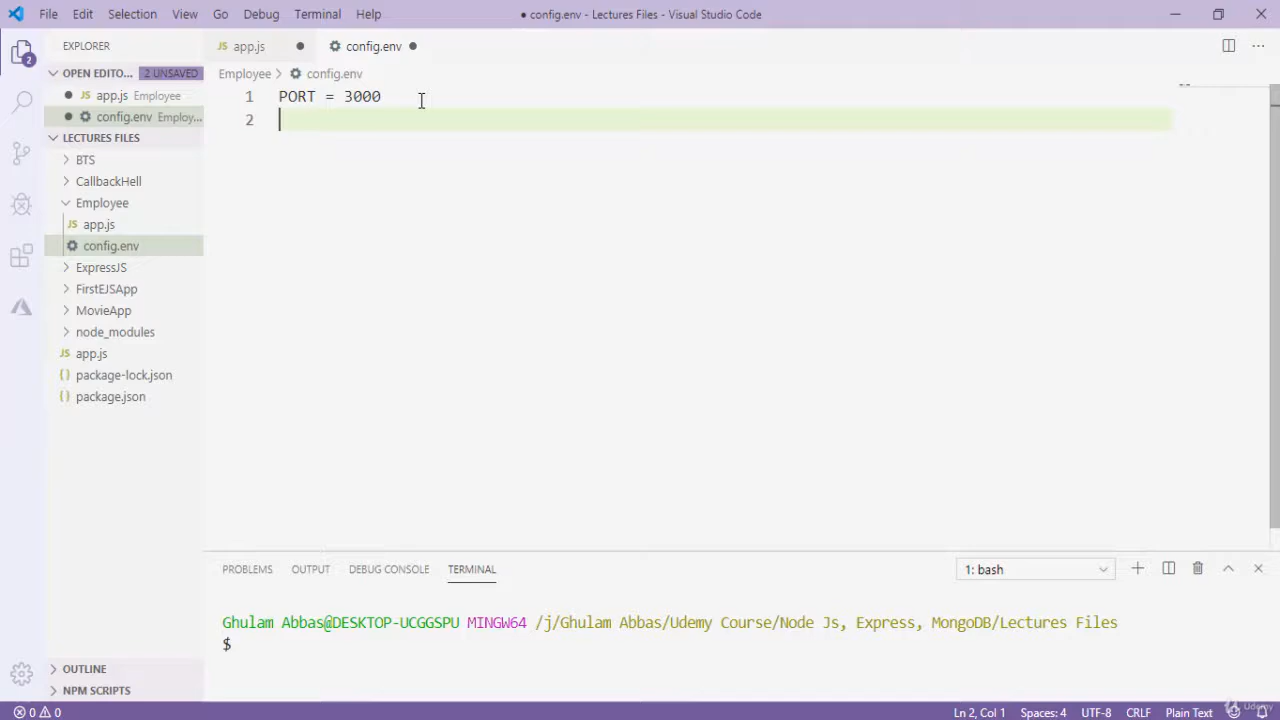 File Edit Selection View Go Debug Terminal Help
● config.env - Lectures Files - Visual Studio Code
EXPLORER
app.js ●
config.env ●
OPEN EDITO... 2 UNSAVED
Employee > config.env
● app.js Employee
● config.env Employ...
LECTURES FILES
BTS
CallbackHell
Employee
app.js
config.env
ExpressJS
FirstEJSApp
MovieApp
node_modules
app.js
package-lock.json
package.json
OUTLINE
NPM SCRIPTS
2
1 PORT = 3000
2
PROBLEMS OUTPUT DEBUG CONSOLE TERMINAL
1: bash
Ghulam Abbas@DESKTOP-UCGGSPU MINGW64 /j/Ghulam Abbas/Udemy Course/Node Js, Express, MongoDB/Lectures Files
$
0 0
Ln 2, Col 1 Spaces: 4 UTF-8 CRLF Plain Text
Udemy